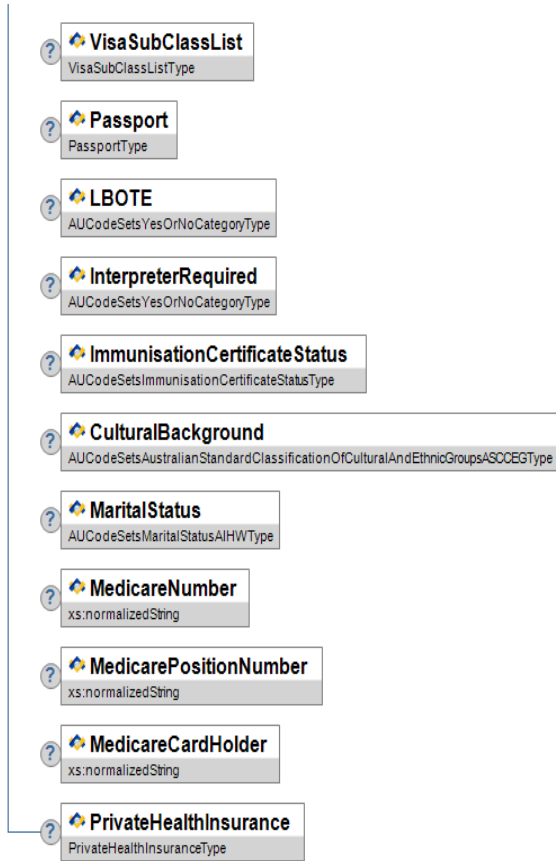 ?
VisaSubClassList
VisaSubClassListType
?
Passport
PassportType
?
LBOTE
AUCodeSetsYesOrNoCategoryType
?
InterpreterRequired
AUCodeSetsYesOrNoCategoryType
?
ImmunisationCertificateStatus
AUCodeSetsImmunisationCertificateStatusType
?
CulturalBackground
AUCodeSetsAustralianStandardClassificationOfCulturalAndEthnicGroupsASCCEGType
?
MaritalStatus
AUCodeSetsMaritalStatusAIHWType
?
MedicareNumber
xs:normalizedString
?
MedicarePositionNumber
xs:normalizedString
?
MedicareCardHolder
xs:normalizedString
?
PrivateHealthInsurance
PrivateHealthInsuranceType